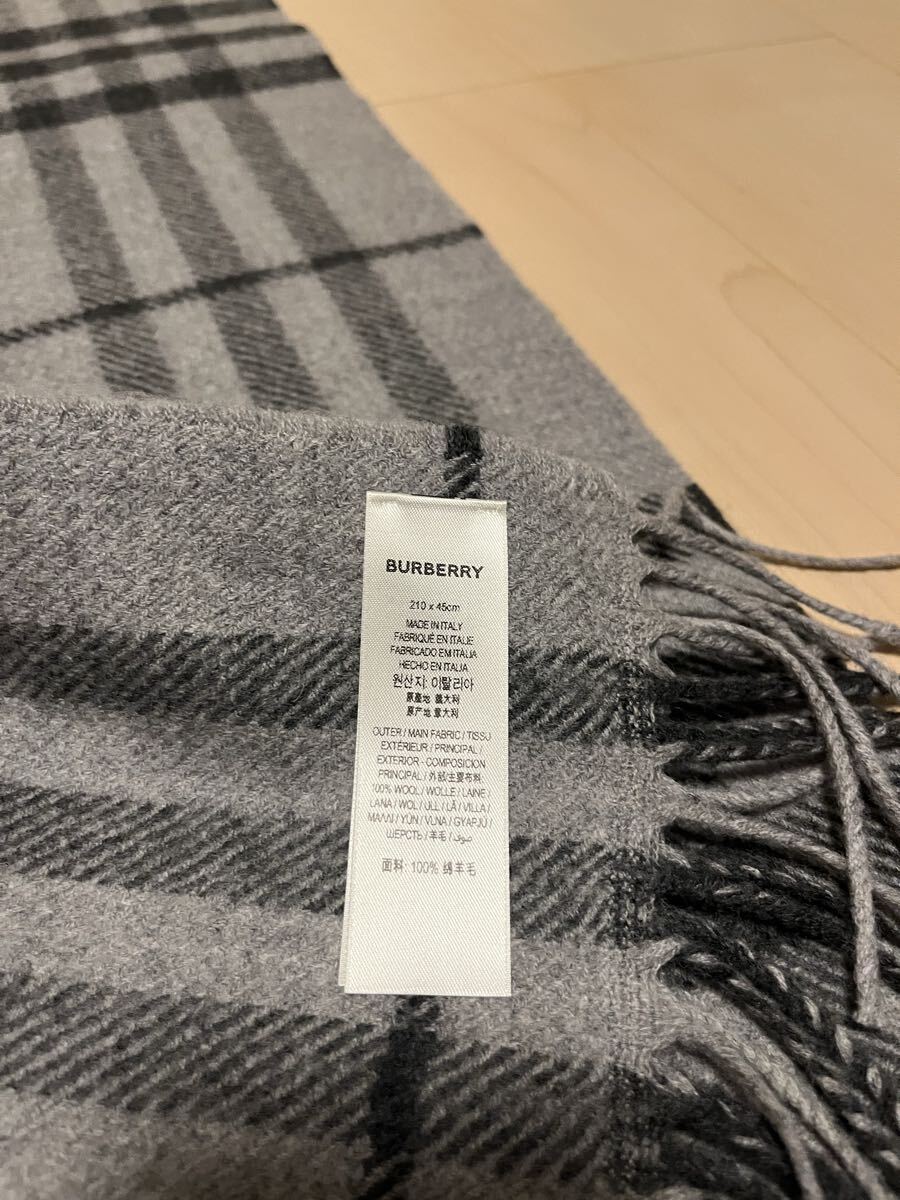 BURBERRY
210 x 45cm
MADE IN ITALY
FABRIQUÉ EN ITALIE
FABRICADO EM ITÁLIA
HECHO EN ITALIA
원산지: 이탈리아
原產地 義大利
原产地 意大利
OUTER / MAIN FABRIC / TISSU
EXTÉRIEUR / PRINCIPAL /
EXTERIOR - COMPOSICION
PRINCIPAL / 外部/主要布料
100% WOOL / WOLLE / LAINE /
LANA / WOL / ULL / LÃ / VILLA /
ΜΑΛΛΙ / YÜN / VLNA / GYAPJÚ /
ШЕРСТЬ / 羊毛 / صوف
面料: 100% 绵羊毛